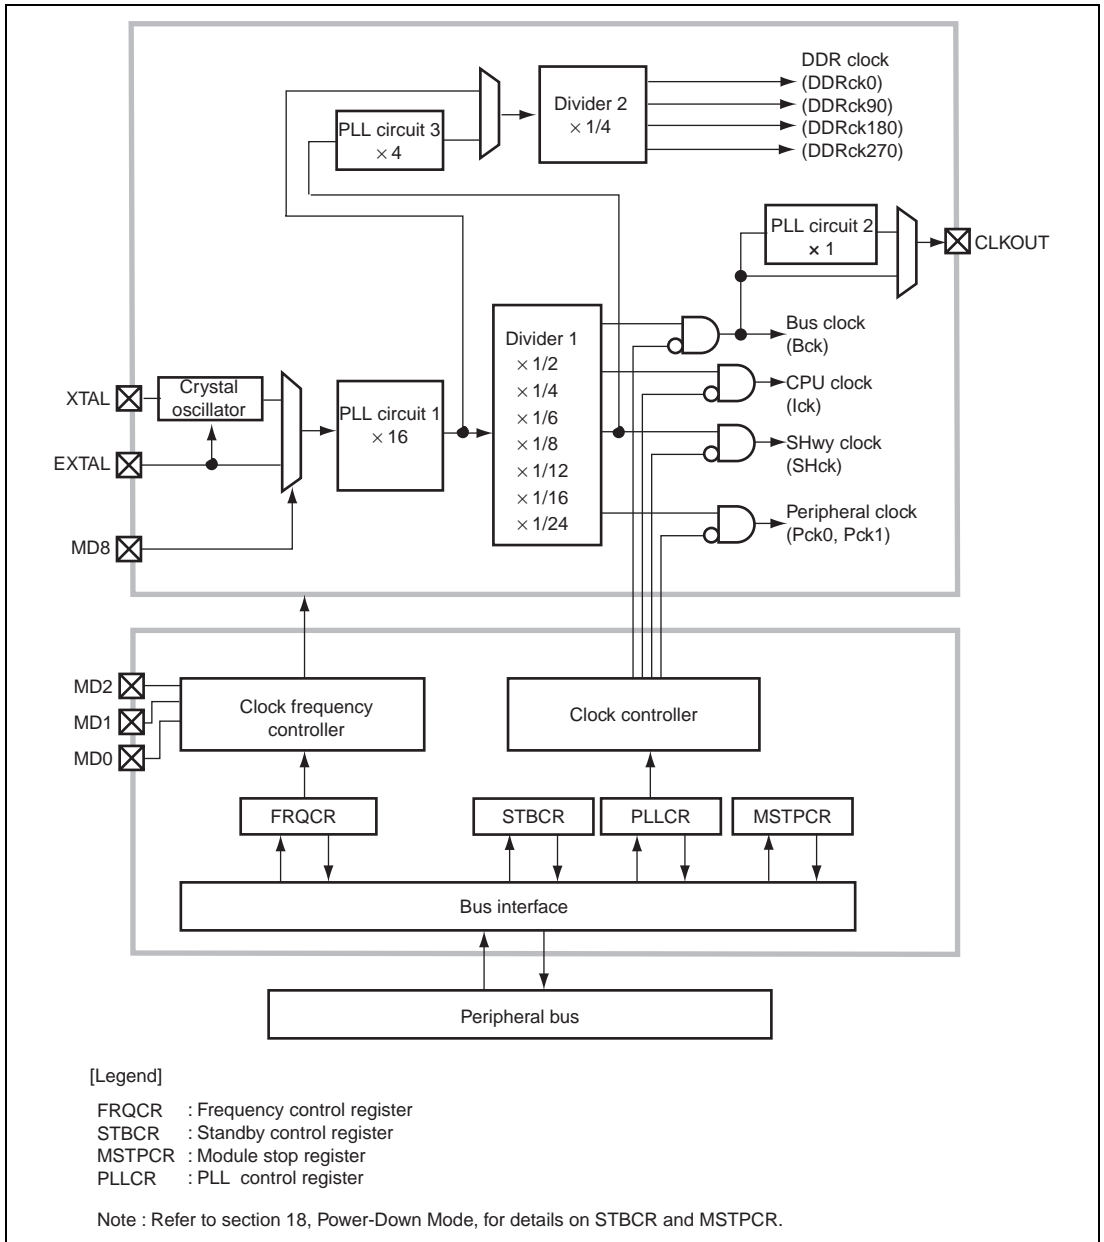 DDR clock
(DDRck0)
(DDRck90)
(DDRck180)
(DDRck270)
Divider 2
× 1/4
PLL circuit 3
× 4
PLL circuit 2
× 1
CLKOUT
Divider 1
× 1/2
× 1/4
× 1/6
× 1/8
× 1/12
× 1/16
× 1/24
Bus clock
(Bck)
CPU clock
(Ick)
SHwy clock
(SHck)
Peripheral clock
(Pck0, Pck1)
XTAL
Crystal
oscillator
PLL circuit 1
× 16
EXTAL
MD8
MD2
MD1
MD0
Clock frequency
controller
Clock controller
FRQCR
STBCR
PLLCR
MSTPCR
Bus interface
Peripheral bus
[Legend]
FRQCR : Frequency control register
STBCR : Standby control register
MSTPCR : Module stop register
PLLCR : PLL control register
Note : Refer to section 18, Power-Down Mode, for details on STBCR and MSTPCR.